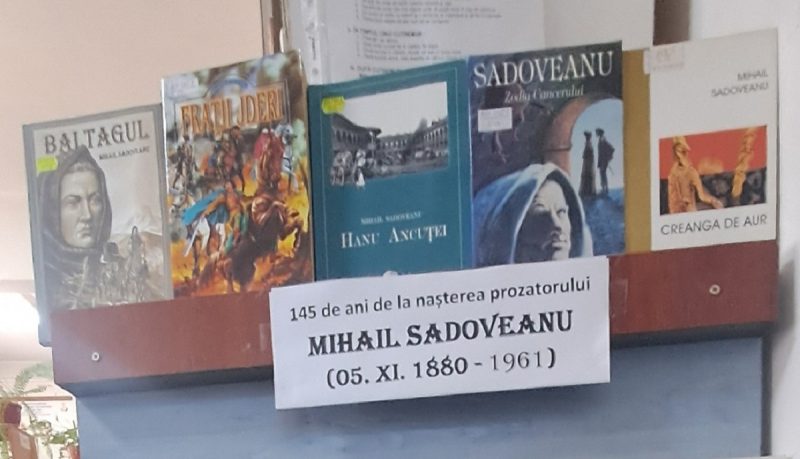 BALTAGUL
MIHAIL SADOVEANU
FRAȚII JDERI
MIHAIL SADOVEANU
HANU ANCUȚEI
SADOVEANU
Zodia Cancerului
MIHAIL
SADOVEANU
CREANGA DE AUR
145 de ani de la nașterea prozatorului
MIHAIL SADOVEANU
(05. XI. 1880 - 1961)